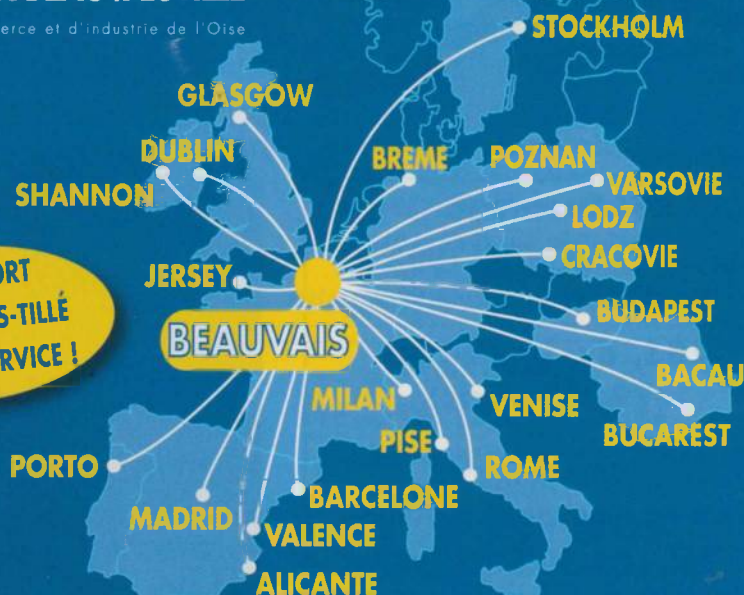 erce et d'industrie de l'Oise
STOCKHOLM
GLASGOW
DUBLIN
BREME
POZNAN
SHANNON
VARSOVIE
LODZ
CRACOVIE
JERSEY
S-TILLÉ
RVICE !
BUDAPEST
BEAUVAIS
BACAU
MILAN
VENISE
BUCAREST
PISE
PORTO
ROME
BARCELONE
MADRID
VALENCE
ALICANTE